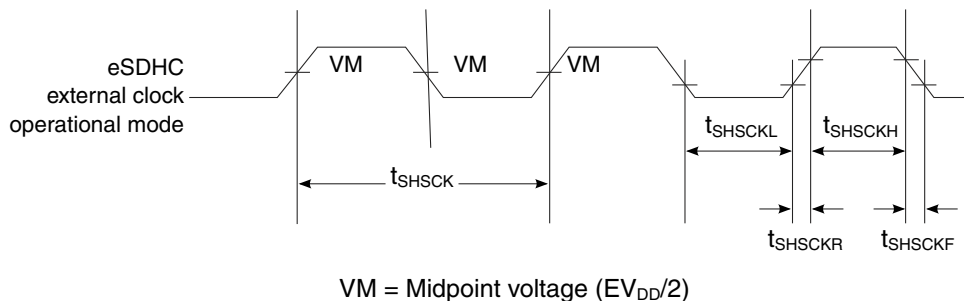 eSDHC
external clock
operational mode
VM
VM
VM
tSHSCKL
tSHSCKH
tSHSCK
tSHSCKR
tSHSCKF
VM = Midpoint voltage (EVDD/2)